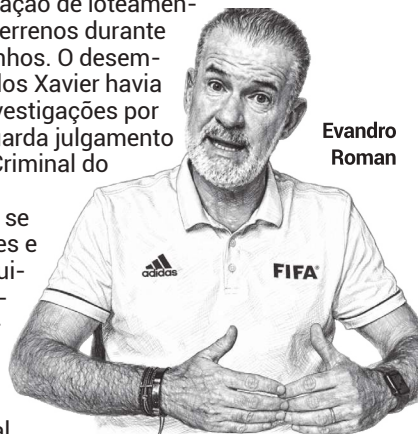 ação de loteamen-
errenos durante
nhos. O desem-
los Xavier havia
vestigações por
arda julgamento
Criminal do
se
es e
ui-
-
al
Evandro
Roman
adidas
FIFA